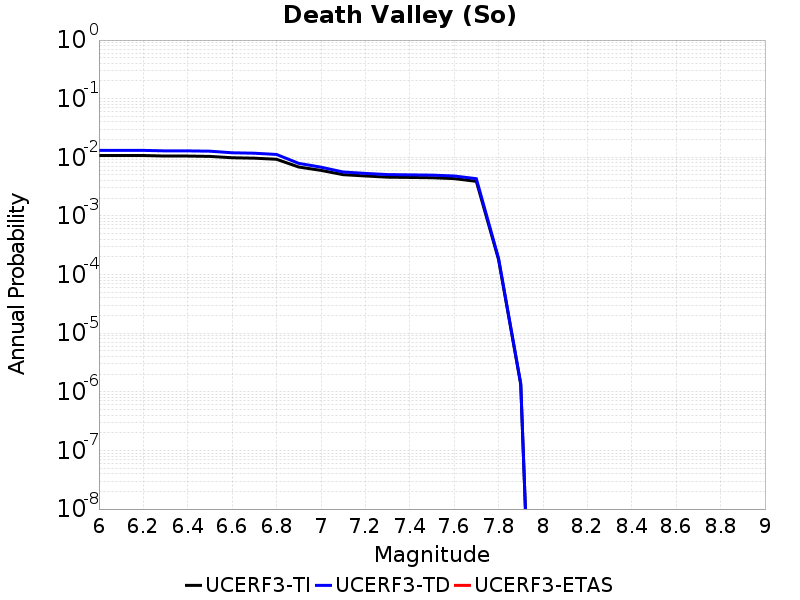 Death Valley (So)
10^0
10^-1
10^-2
10^-3
10^-4
10^-5
10^-6
10^-7
10^-8
Annual Probability
6 6.2 6.4 6.6 6.8 7 7.2 7.4 7.6 7.8 8 8.2 8.4 8.6 8.8 9
Magnitude
UCERF3-TI UCERF3-TD UCERF3-ETAS